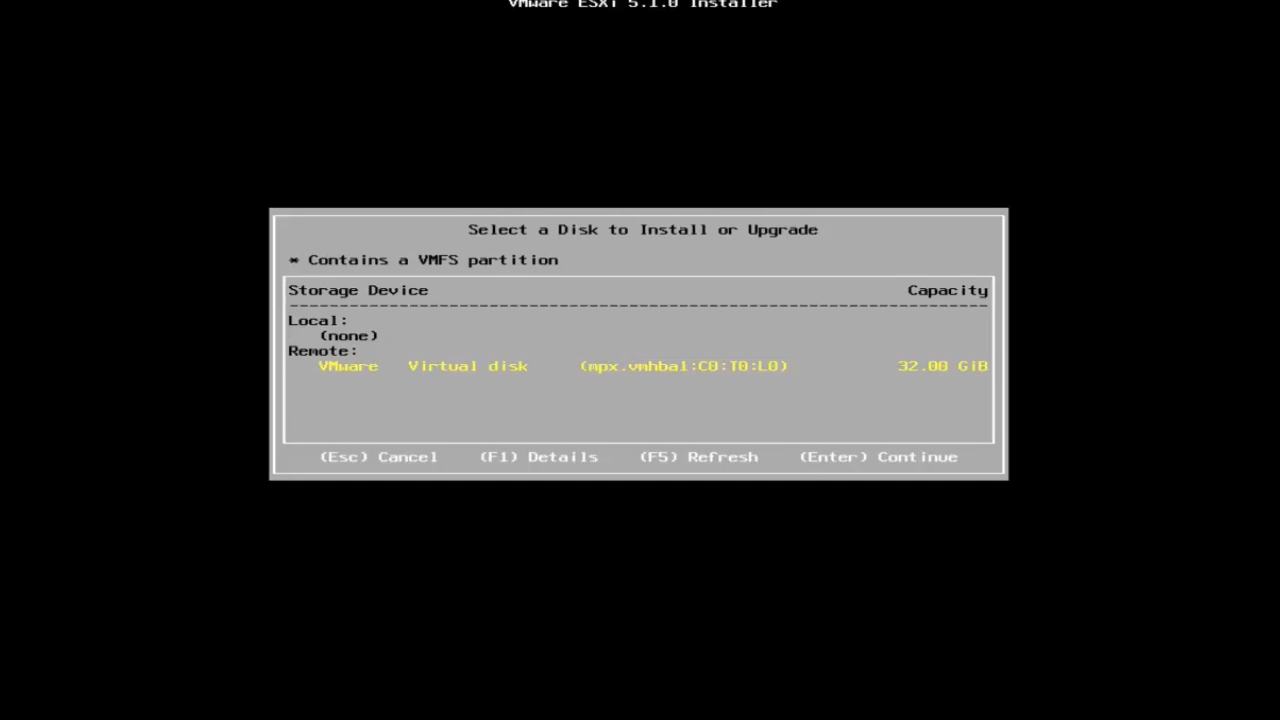 VMware ESXi 5.1.0 Installer
Select a Disk to Install or Upgrade
* Contains a VMFS partition
Storage Device Capacity
--------------------------------------------------------------------------------
Local:
(none)
Remote:
VMware Virtual disk (mpx.vmhba1:C0:T0:L0) 32.00 GiB
(Esc) Cancel (F1) Details (F5) Refresh (Enter) Continue